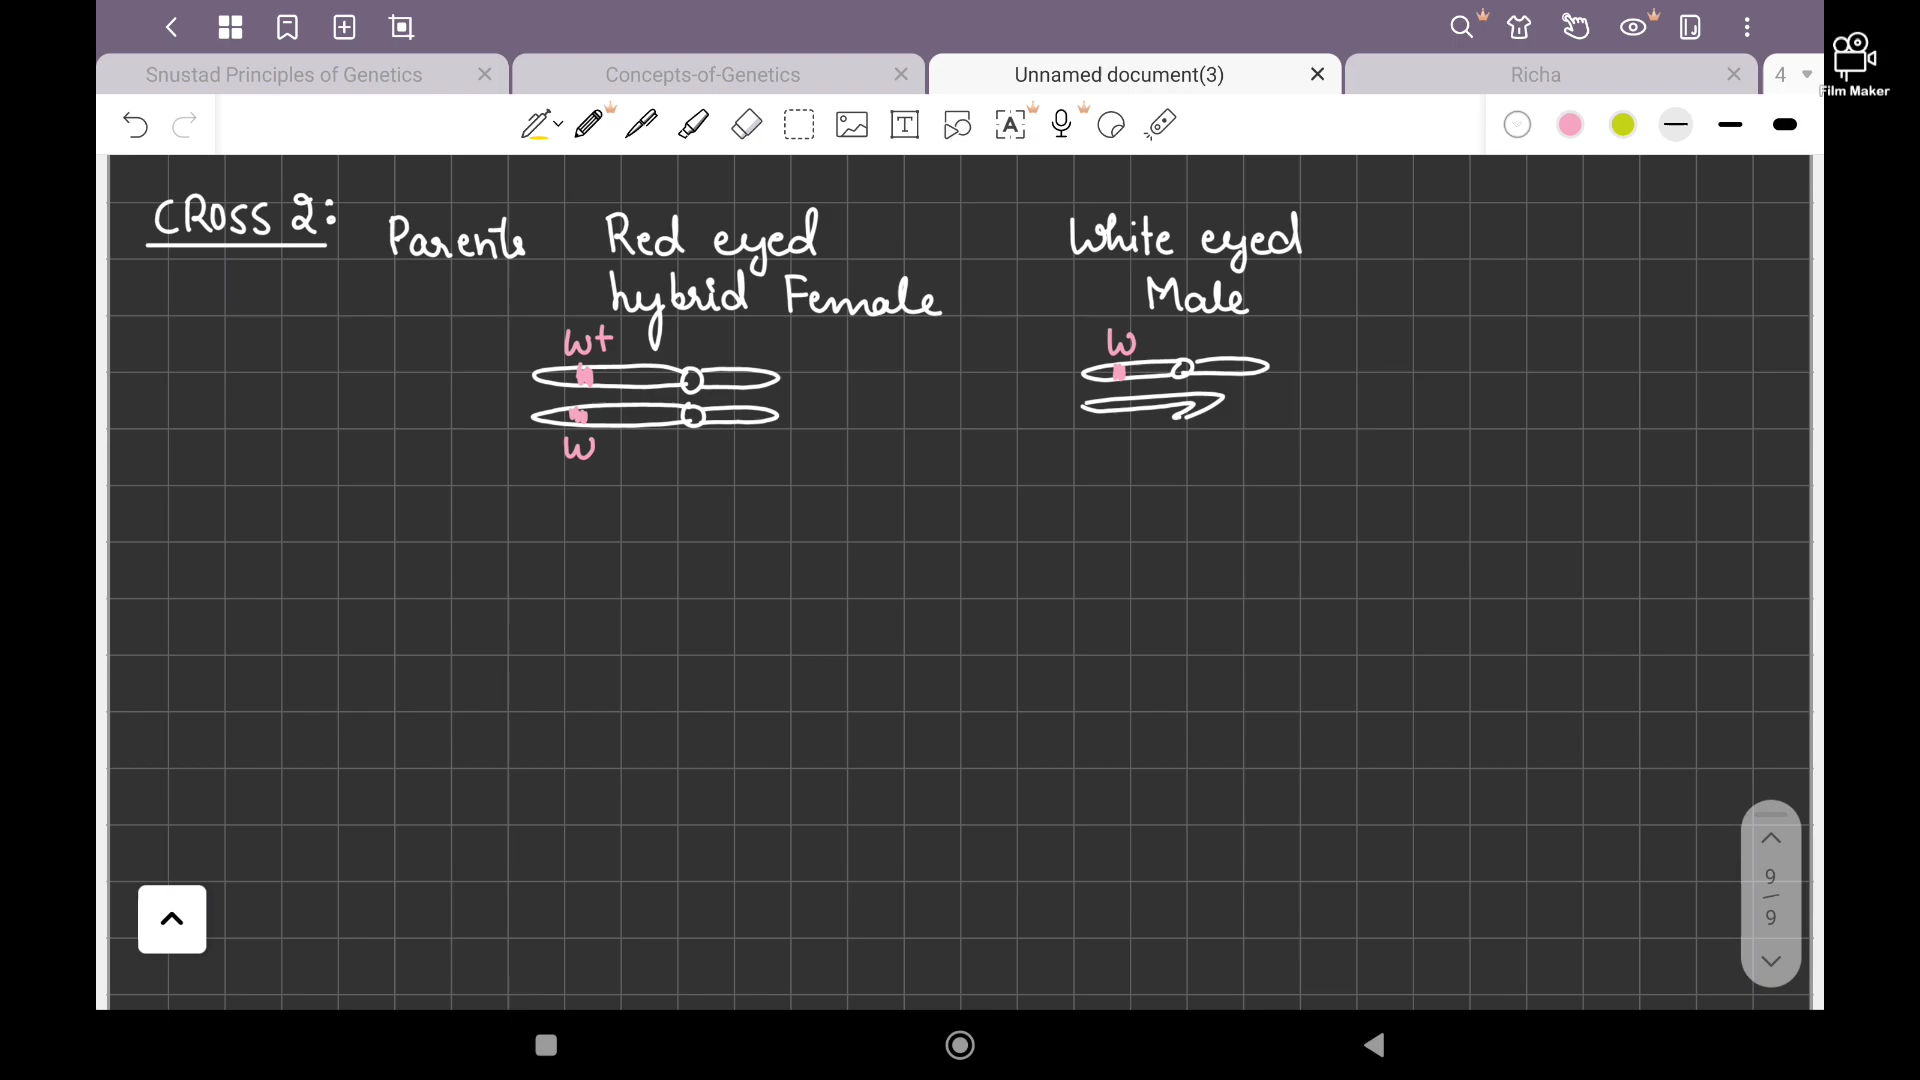 Snustad Principles of Genetics
Concepts-of-Genetics
Unnamed document(3)
Richa
4
Film Maker
CROSS 2: Parents Red eyed White eyed
hybrid Female Male
w+ w
w
9
9